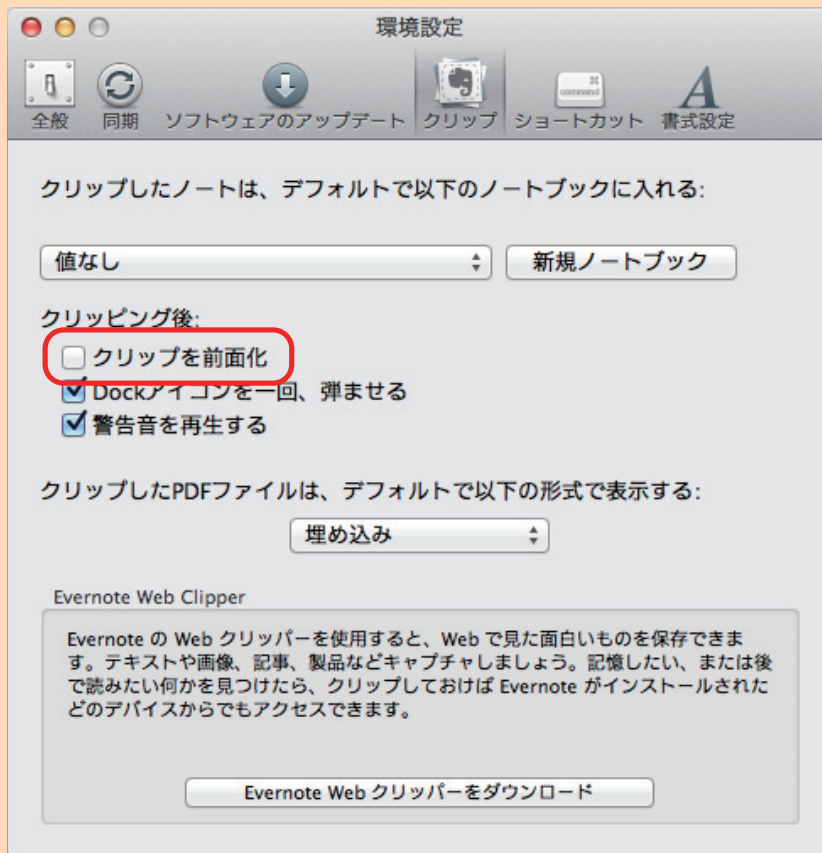 環境設定
全般 同期 ソフトウェアのアップデート クリップ ⌘ command ショートカット A 書式設定
クリップしたノートは、デフォルトで以下のノートブックに入れる:
値なし 新規ノートブック
クリッピング後:
クリップを前面化
Dockアイコンを一回、弾ませる
警告音を再生する
クリップしたPDFファイルは、デフォルトで以下の形式で表示する:
埋め込み
Evernote Web Clipper
Evernote の Web クリッパーを使用すると、Web で見た面白いものを保存できま
す。テキストや画像、記事、製品などキャプチャしましょう。記憶したい、または後
で読みたい何かを見つけたら、クリップしておけば Evernote がインストールされた
どのデバイスからでもアクセスできます。
Evernote Web クリッパーをダウンロード